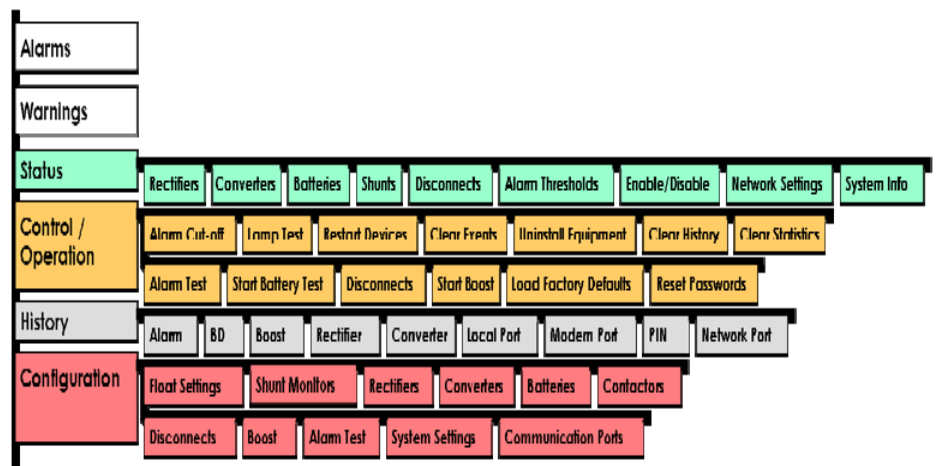 Alarms
Warnings
Status
Rectifiers Converters Batteries Shunts Disconnects Alarm Thresholds Enable/Disable Network Settings System Info
Control /
Operation
Alarm Cut-off Lamp Test Restart Devices Clear Events Uninstall Equipment Clear History Clear Statistics
Alarm Test Start Battery Test Disconnects Start Boost Load Factory Defaults Reset Passwords
History
Alarm BD Boost Rectifier Converter Local Port Modem Port PIN Network Port
Configuration
Float Settings Shunt Monitors Rectifiers Converters Batteries Contactors
Disconnects Boost Alarm Test System Settings Communication Ports